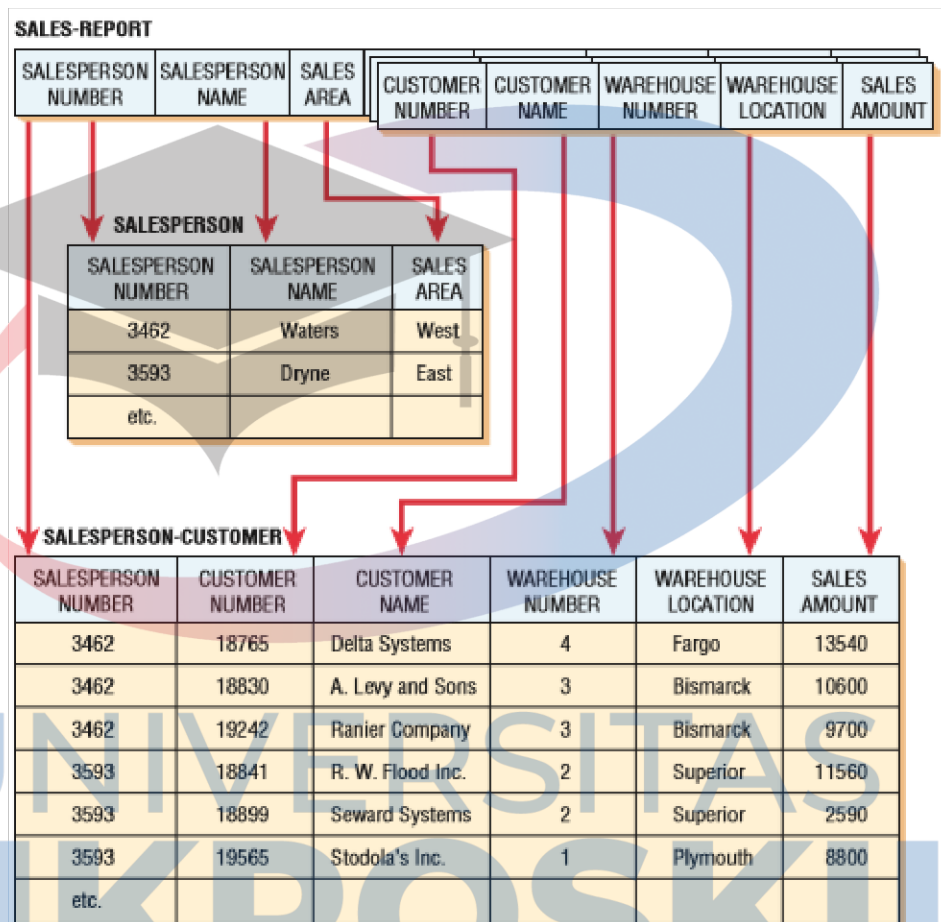 SALES-REPORT
SALESPERSON NUMBER SALESPERSON NAME SALES AREA CUSTOMER NUMBER CUSTOMER NAME WAREHOUSE NUMBER WAREHOUSE LOCATION SALES AMOUNT
SALESPERSON
SALESPERSON NUMBER SALESPERSON NAME SALES AREA
3462 Waters West
3593 Dryne East
etc.
SALESPERSON-CUSTOMER
SALESPERSON NUMBER CUSTOMER NUMBER CUSTOMER NAME WAREHOUSE NUMBER WAREHOUSE LOCATION SALES AMOUNT
3462 18765 Delta Systems 4 Fargo 13540
3462 18830 A. Levy and Sons 3 Bismarck 10600
3462 19242 Ranier Company 3 Bismarck 9700
3593 18841 R. W. Flood Inc. 2 Superior 11560
3593 18899 Seward Systems 2 Superior 2590
3593 19565 Stodola's Inc. 1 Plymouth 8800
etc.
UNIVERSITAS